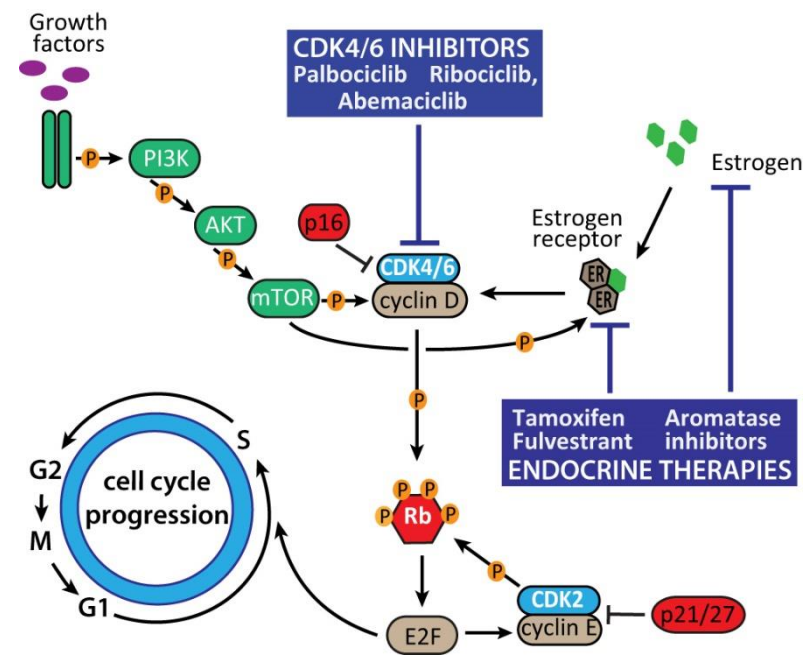 Growth
factors
CDK4/6 INHIBITORS
Palbociclib Ribociclib,
Abemaciclib
P
PI3K
P
AKT
P
mTOR
P
p16
CDK4/6
cyclin D
Estrogen
Estrogen
receptor
ER
ER
P
P
Tamoxifen
Fulvestrant
Aromatase
inhibitors
ENDOCRINE THERAPIES
S
G2
M
G1
cell cycle
progression
P
P
P
P
Rb
P
E2F
CDK2
cyclin E
p21/27